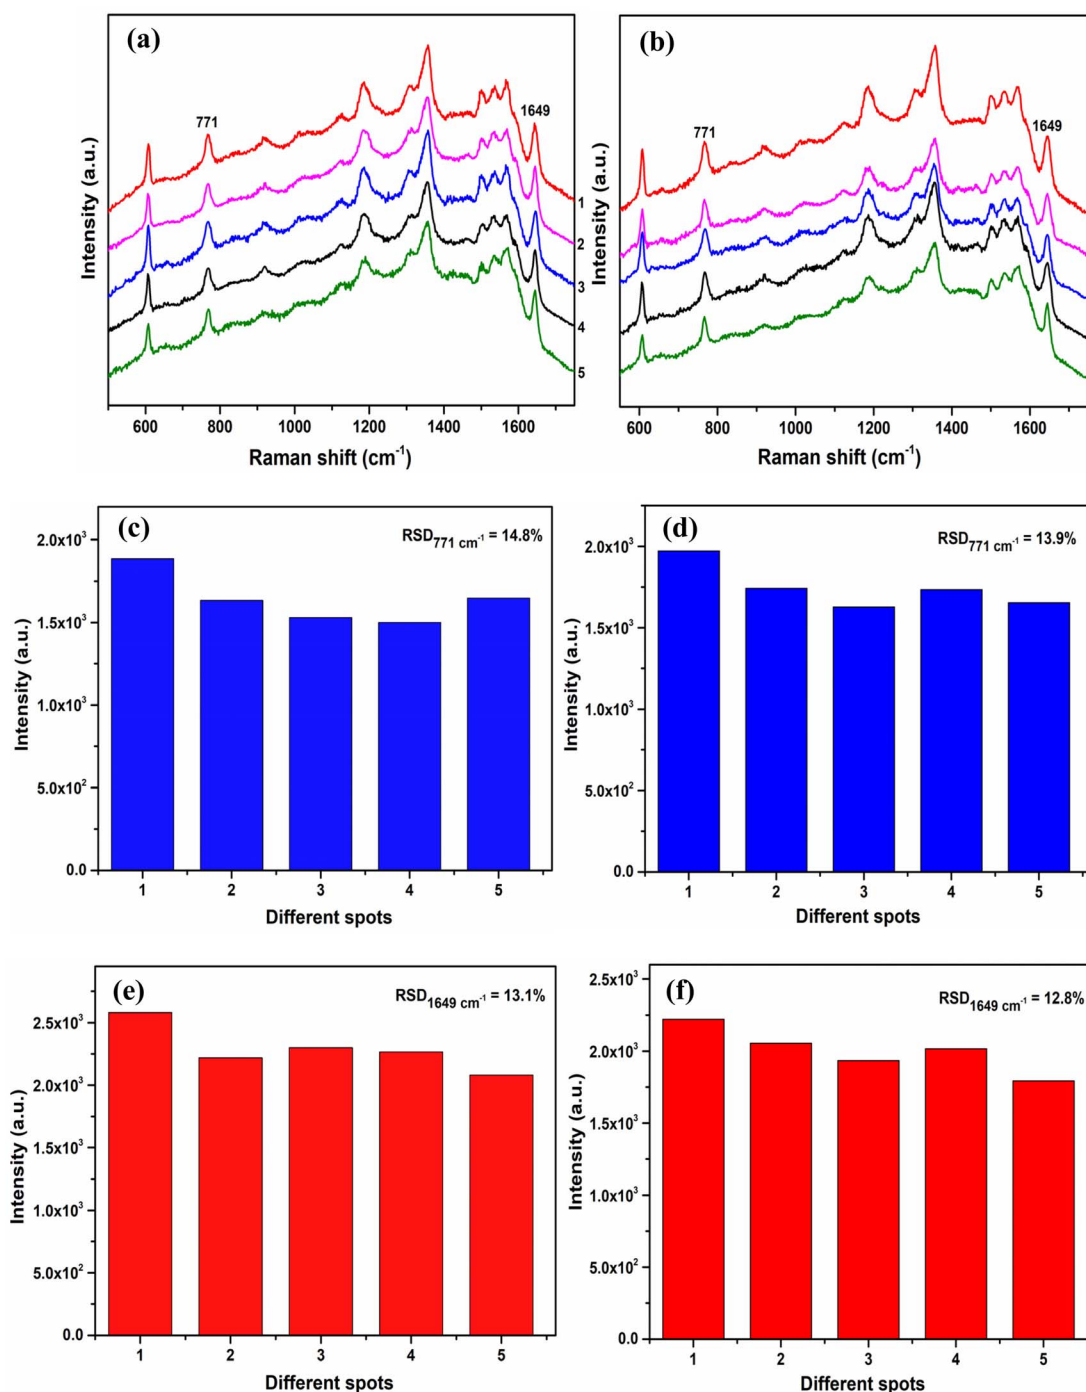 (a)
771
1649
1
2
3
4
5
Intensity (a.u.)
600 800 1000 1200 1400 1600
Raman shift (cm⁻¹)
(b)
771
1649
Intensity (a.u.)
600 800 1000 1200 1400 1600
Raman shift (cm⁻¹)
(c)
RSD771 cm⁻¹ = 14.8%
2.0x10³
1.5x10³
1.0x10³
5.0x10²
0.0
Intensity (a.u.)
1 2 3 4 5
Different spots
(d)
RSD771 cm⁻¹ = 13.9%
2.0x10³
1.5x10³
1.0x10³
5.0x10²
0.0
Intensity (a.u.)
1 2 3 4 5
Different spots
(e)
RSD1649 cm⁻¹ = 13.1%
2.5x10³
2.0x10³
1.5x10³
1.0x10³
5.0x10²
0.0
Intensity (a.u.)
1 2 3 4 5
Different spots
(f)
RSD1649 cm⁻¹ = 12.8%
2.5x10³
2.0x10³
1.5x10³
1.0x10³
5.0x10²
0.0
Intensity (a.u.)
1 2 3 4 5
Different spots